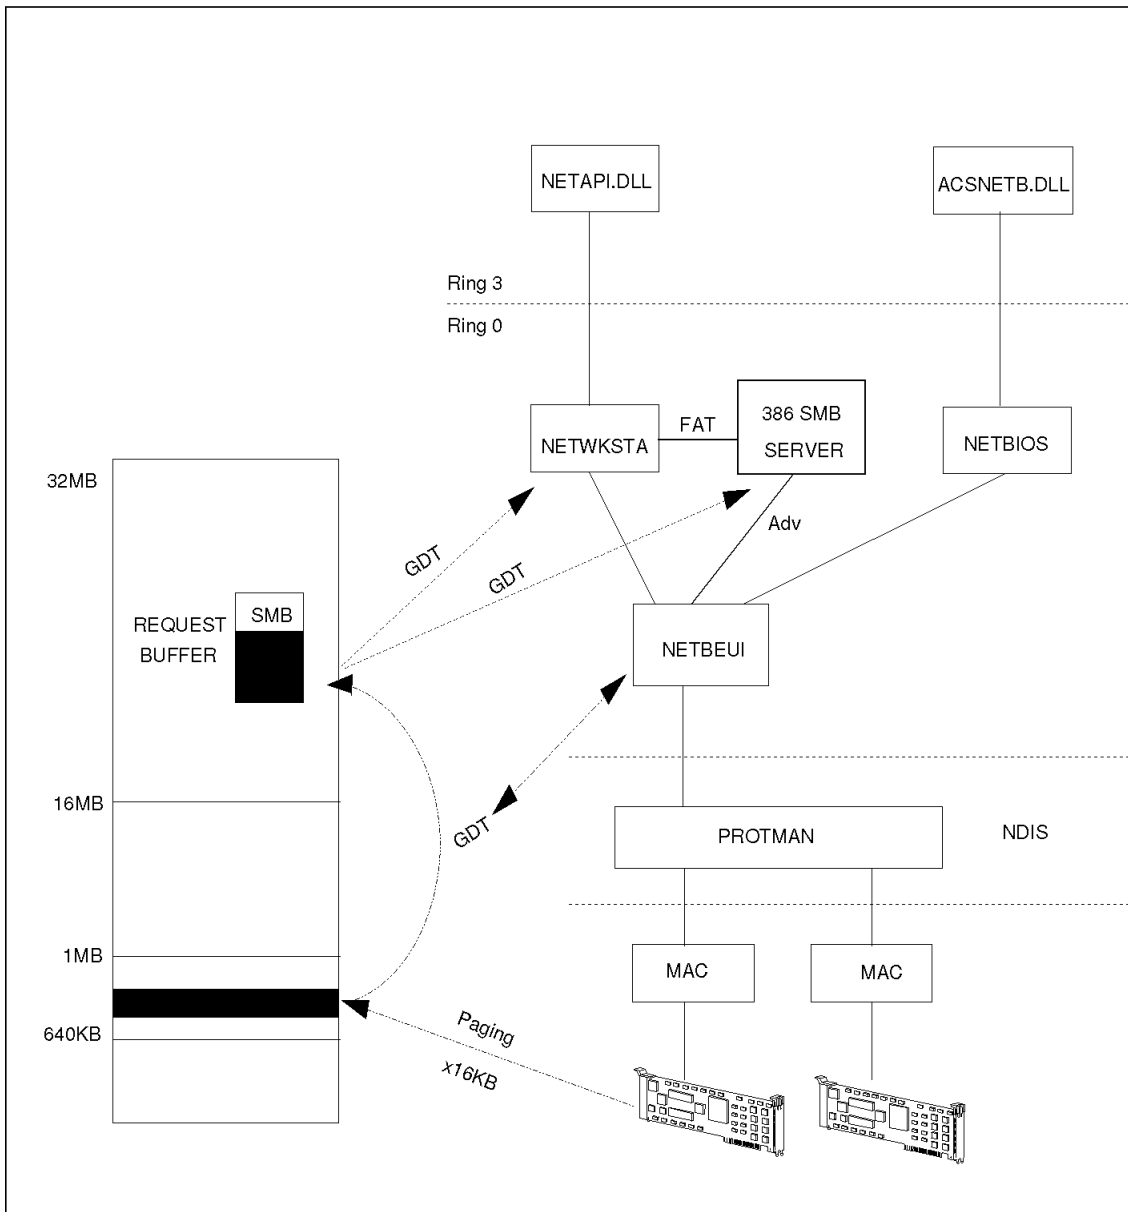 NETAPI.DLL
ACSNETB.DLL
Ring 3
Ring 0
386 SMB
SERVER
FAT
NETWKSTA
NETBIOS
32MB
Adv
GDT
GDT
SMB
REQUEST
BUFFER
NETBEUI
16MB
GDT
PROTMAN
NDIS
1MB
MAC
MAC
640KB
Paging
x16KB